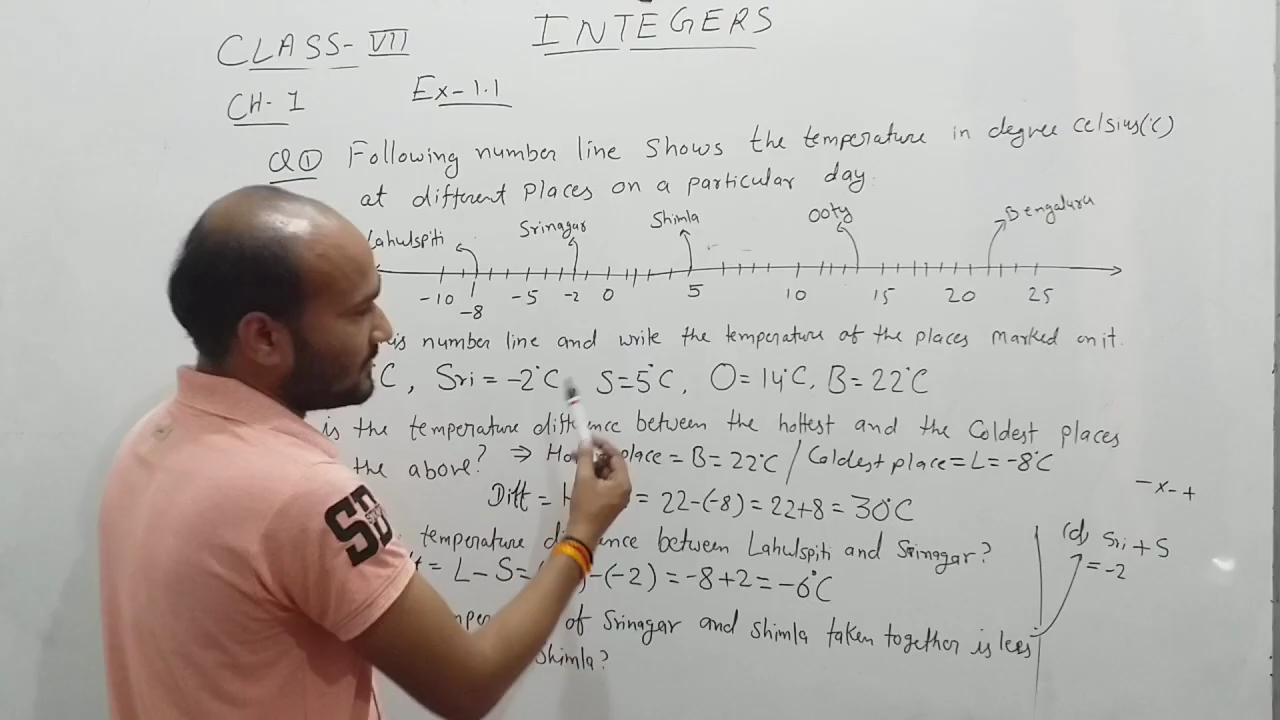 INTEGERS
CLASS-VII
CH-1 Ex-1.1
Q① Following number line shows the temperature in degree celsius(°C)
at different places on a particular day.
Lahulspiti Srinagar Shimla Ooty Bengaluru
-10 -8 -5 -2 0 5 10 15 20 25
is number line and write the temperature of the places marked on it.
°C, Sri = -2°C, S=5°C, O=14°C, B=22°C
is the temperature difference between the hottest and the coldest places
the above? ⇒ place = B = 22°C / Coldest place = L = -8°C
Diff = = 22-(-8) = 22+8 = 30°C
temperature difference between Lahulspiti and Srinagar?
= L - S = -(-2) = -8+2 = -6°C
of Srinagar and Shimla taken together is less
Shimla?
- x - +
(d) Sri + S
= -2
SD